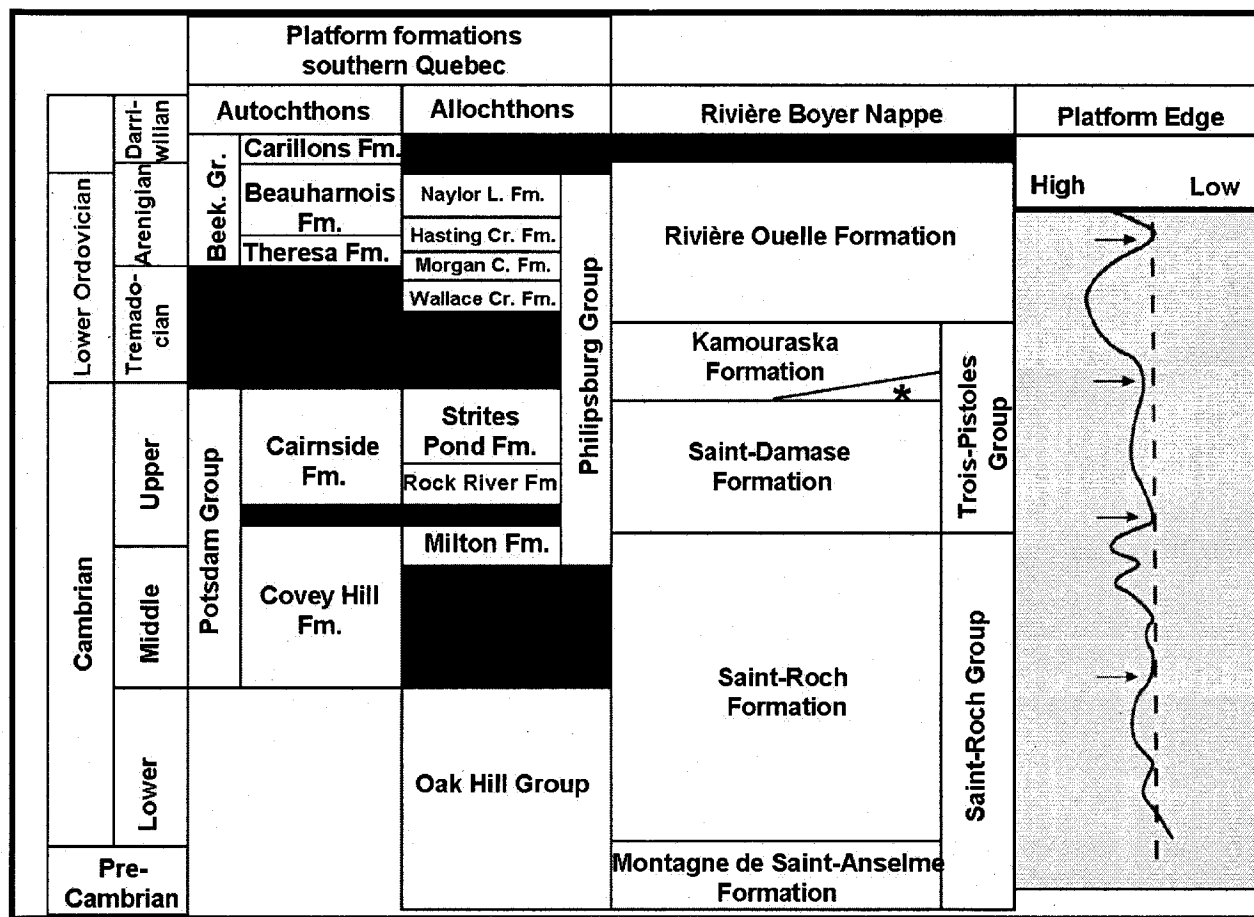 Platform formations
southern Quebec
Autochthons
Allochthons
Rivière Boyer Nappe
Platform Edge
High
Low
Lower Ordovician
Cambrian
Pre-
Cambrian
Darri-
wilian
Arenigian
Tremado-
cian
Upper
Middle
Lower
Beek. Gr.
Potsdam Group
Carillons Fm.
Beauharnois
Fm.
Theresa Fm.
Cairnside
Fm.
Covey Hill
Fm.
Naylor L. Fm.
Hasting Cr. Fm.
Morgan C. Fm.
Wallace Cr. Fm.
Strites
Pond Fm.
Rock River Fm
Milton Fm.
Oak Hill Group
Philipsburg Group
Rivière Ouelle Formation
Kamouraska
Formation
*
Saint-Damase
Formation
Saint-Roch
Formation
Montagne de Saint-Anselme
Formation
Trois-Pistoles
Group
Saint-Roch Group